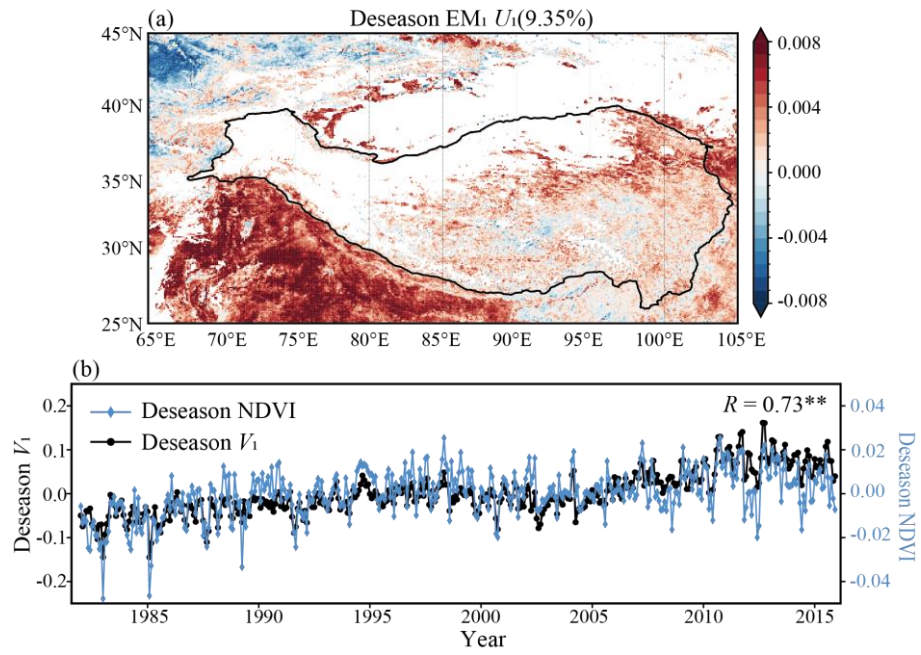 (a)
Deseason EM₁ U₁(9.35%)
45°N
40°N
35°N
30°N
25°N
65°E 70°E 75°E 80°E 85°E 90°E 95°E 100°E 105°E
0.008
0.004
0.000
-0.004
-0.008
(b)
Deseason V₁
0.2
0.1
0.0
-0.1
-0.2
Deseason NDVI
Deseason V₁
R = 0.73**
0.04
0.02
0.00
-0.02
-0.04
Deseason NDVI
1985 1990 1995 2000 2005 2010 2015
Year